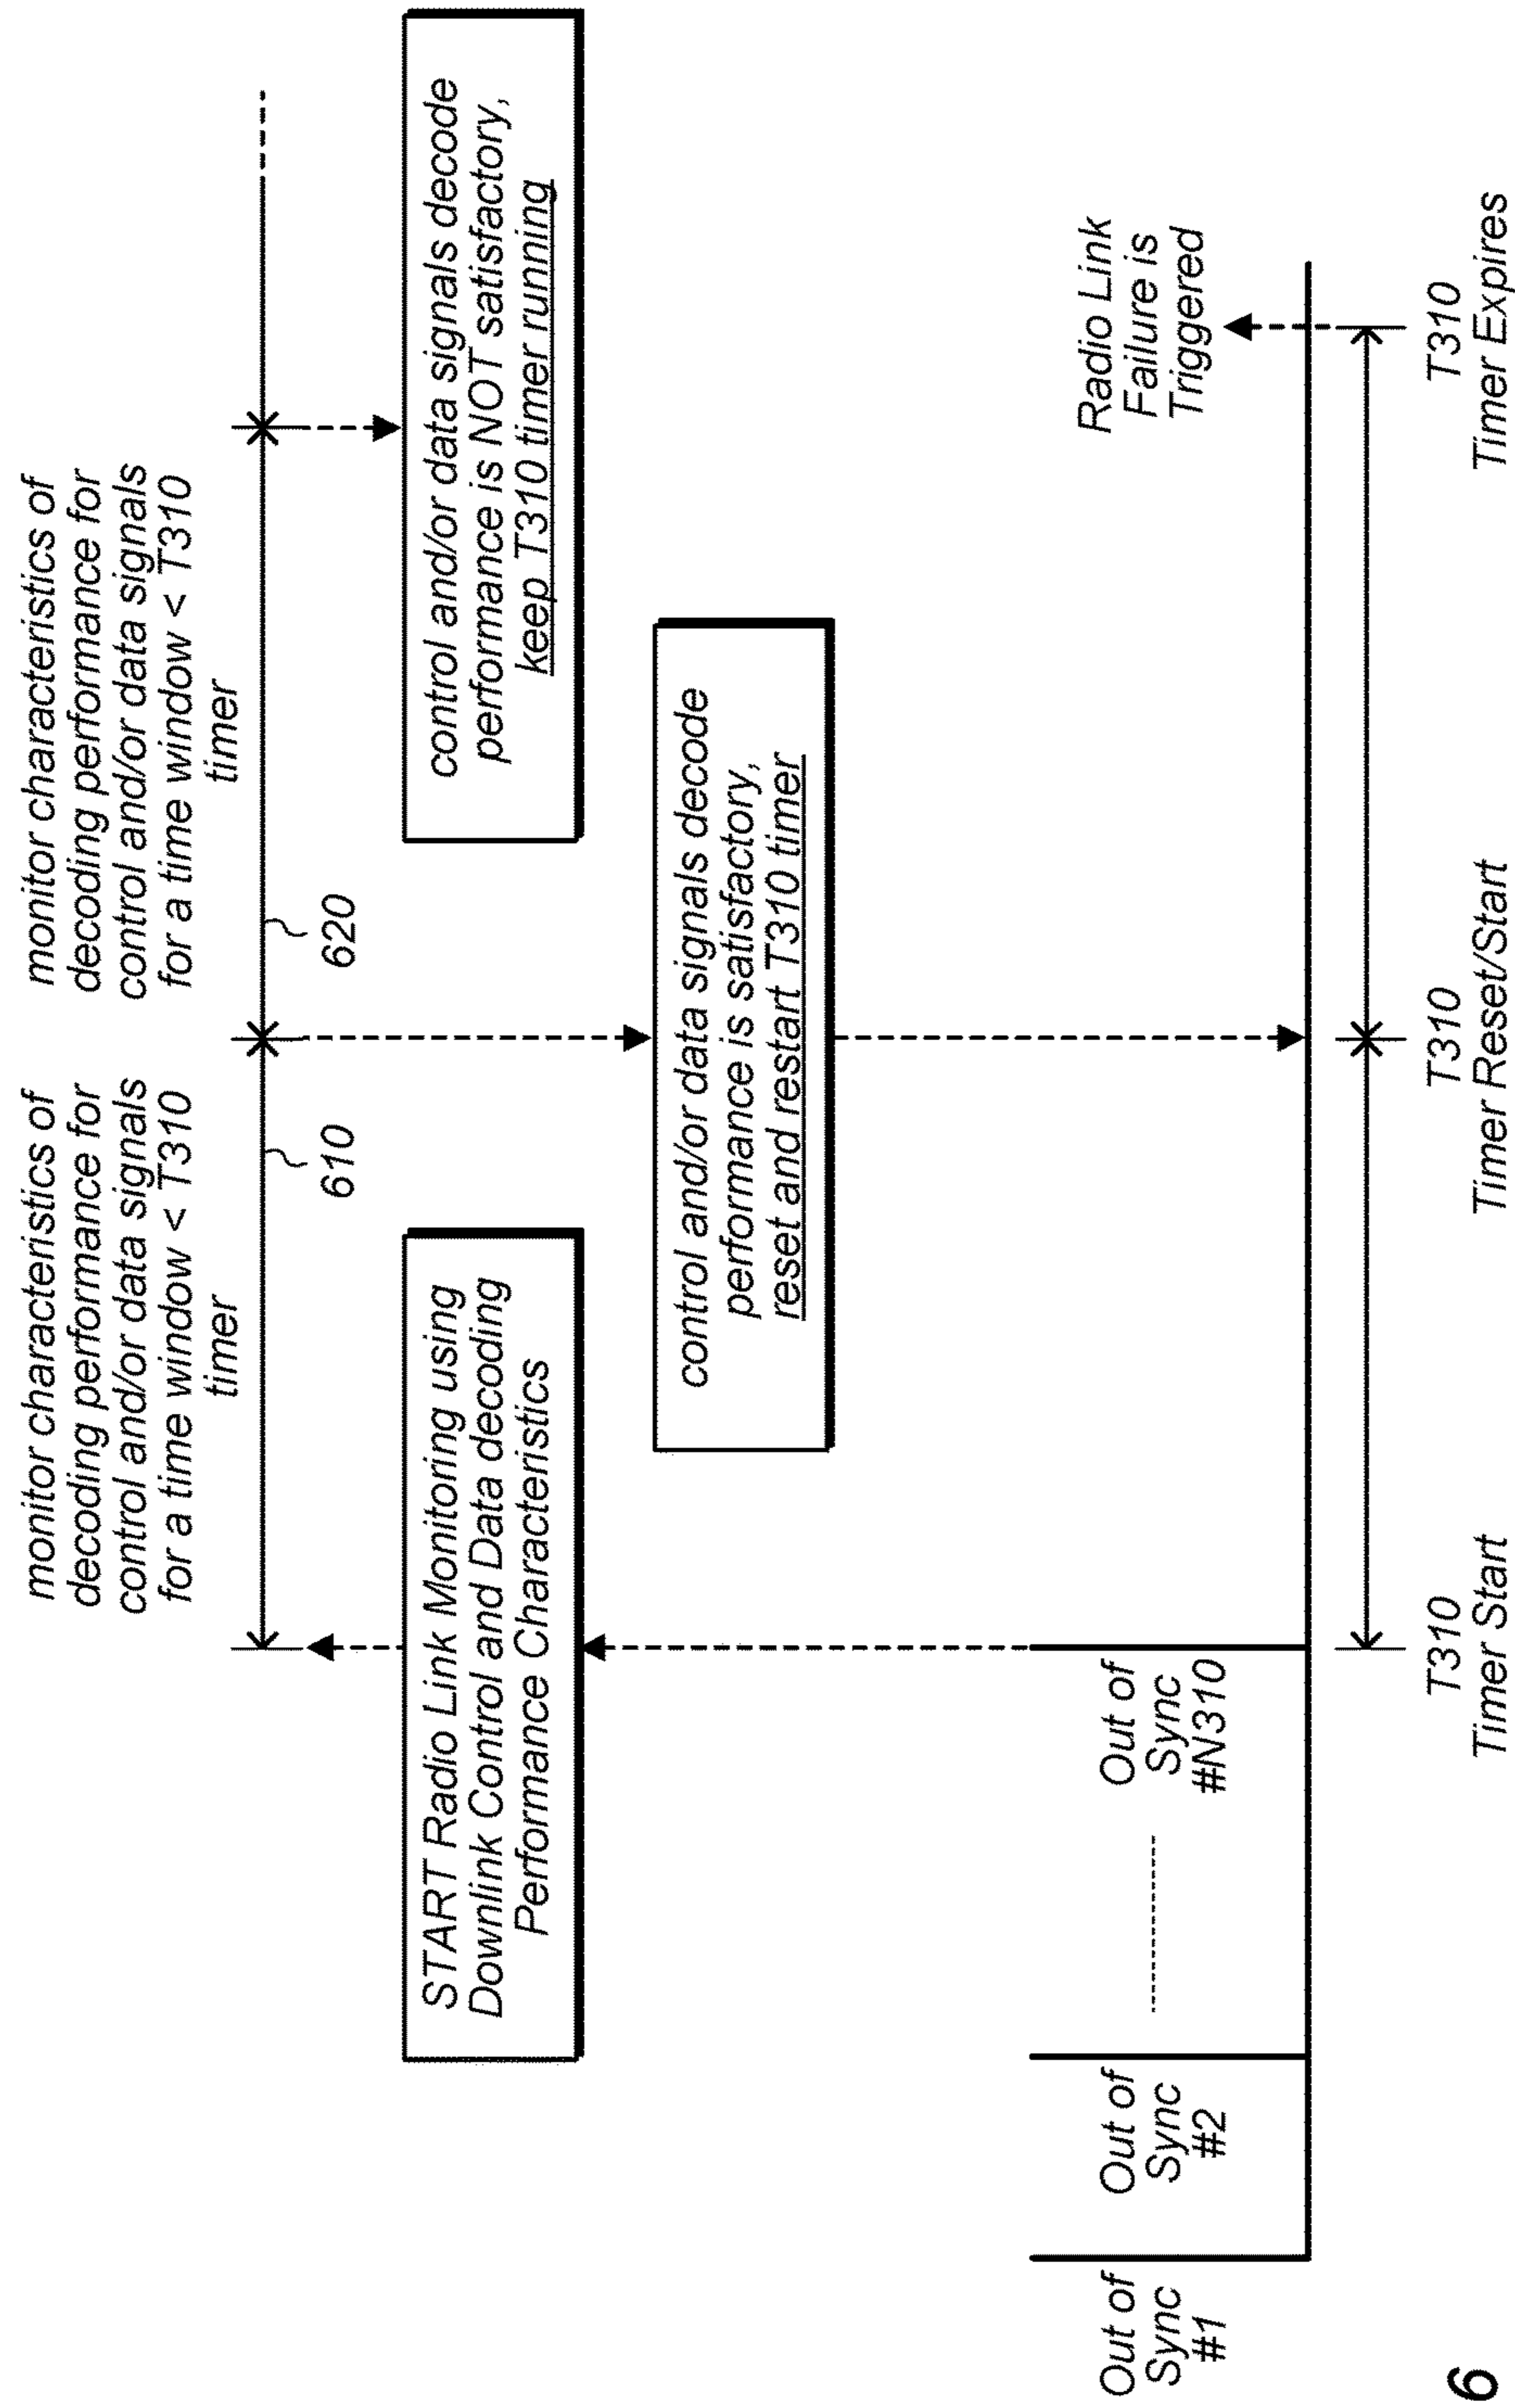 monitor characteristics of
decoding performance for
control and/or data signals
for a time window < T310
timer
monitor characteristics of
decoding performance for
control and/or data signals
for a time window < T310
timer
610
620
START Radio Link Monitoring using
Downlink Control and Data decoding
Performance Characteristics
control and/or data signals decode
performance is NOT satisfactory,
keep T310 timer running
control and/or data signals decode
performance is satisfactory,
reset and restart T310 timer
Out of
Sync
#1
Out of
Sync
#2
Out of
Sync
#N310
Radio Link
Failure is
Triggered
T310
Timer Start
T310
Timer Reset/Start
T310
Timer Expires
6